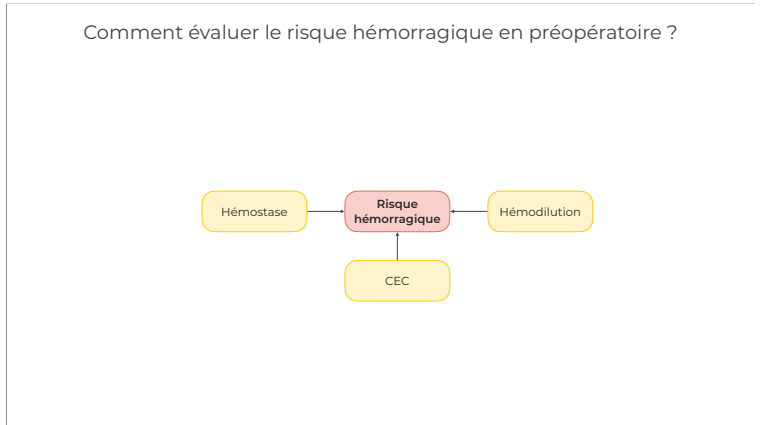 Comment évaluer le risque hémorragique en préopératoire ?
Hémostase
Risque
hémorragique
Hémodilution
CEC